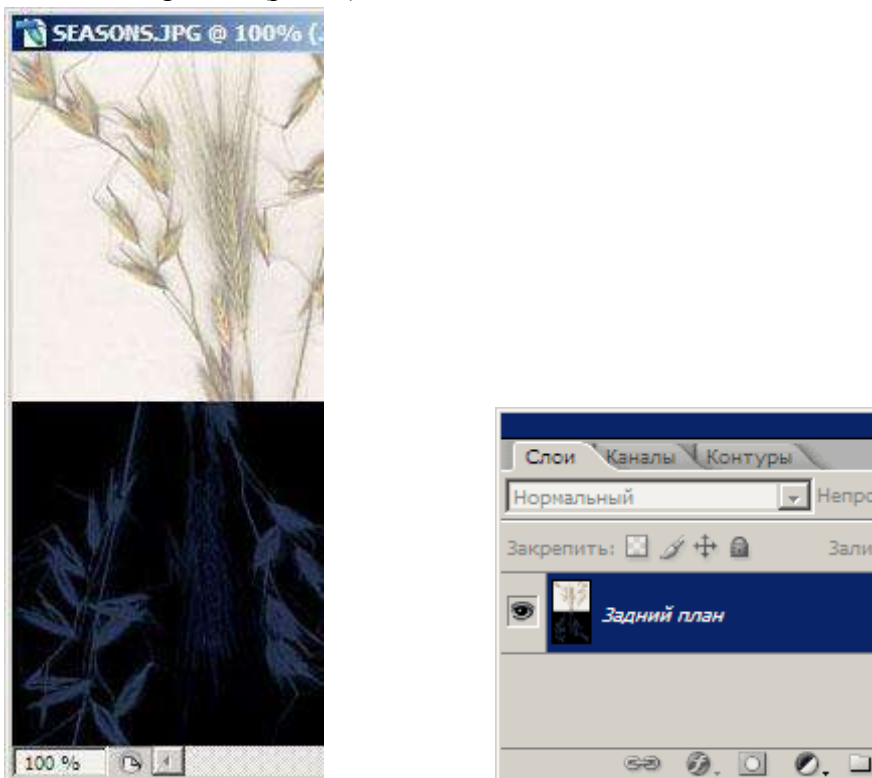 SEASONS.JPG @ 100% (
100 %
Слои Каналы Контуры
Нормальный Непро
Закрепить: Зали
Задний план